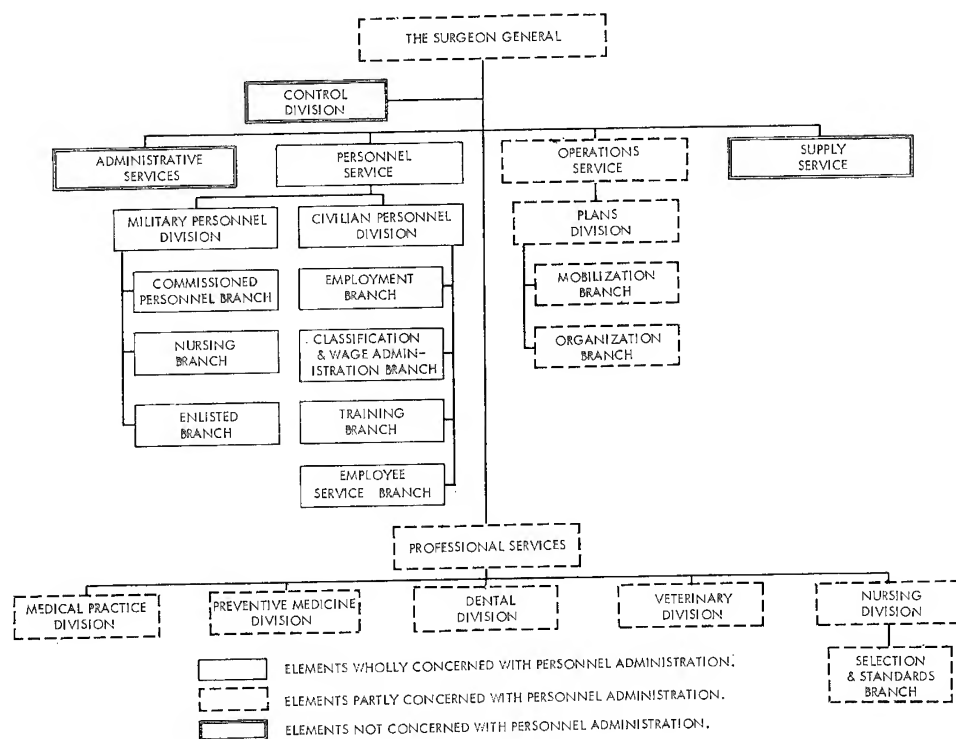 THE SURGEON GENERAL
CONTROL
DIVISION
ADMINISTRATIVE
SERVICES
PERSONNEL
SERVICE
OPERATIONS
SERVICE
SUPPLY
SERVICE
MILITARY PERSONNEL
DIVISION
CIVILIAN PERSONNEL
DIVISION
PLANS
DIVISION
COMMISSIONED
PERSONNEL BRANCH
EMPLOYMENT
BRANCH
MOBILIZATION
BRANCH
NURSING
BRANCH
CLASSIFICATION
& WAGE ADMIN-
ISTRATION BRANCH
ORGANIZATION
BRANCH
ENLISTED
BRANCH
TRAINING
BRANCH
EMPLOYEE
SERVICE BRANCH
PROFESSIONAL SERVICES
MEDICAL PRACTICE
DIVISION
PREVENTIVE MEDICINE
DIVISION
DENTAL
DIVISION
VETERINARY
DIVISION
NURSING
DIVISION
SELECTION
& STANDARDS
BRANCH
ELEMENTS WHOLLY CONCERNED WITH PERSONNEL ADMINISTRATION.
ELEMENTS PARTLY CONCERNED WITH PERSONNEL ADMINISTRATION.
ELEMENTS NOT CONCERNED WITH PERSONNEL ADMINISTRATION.